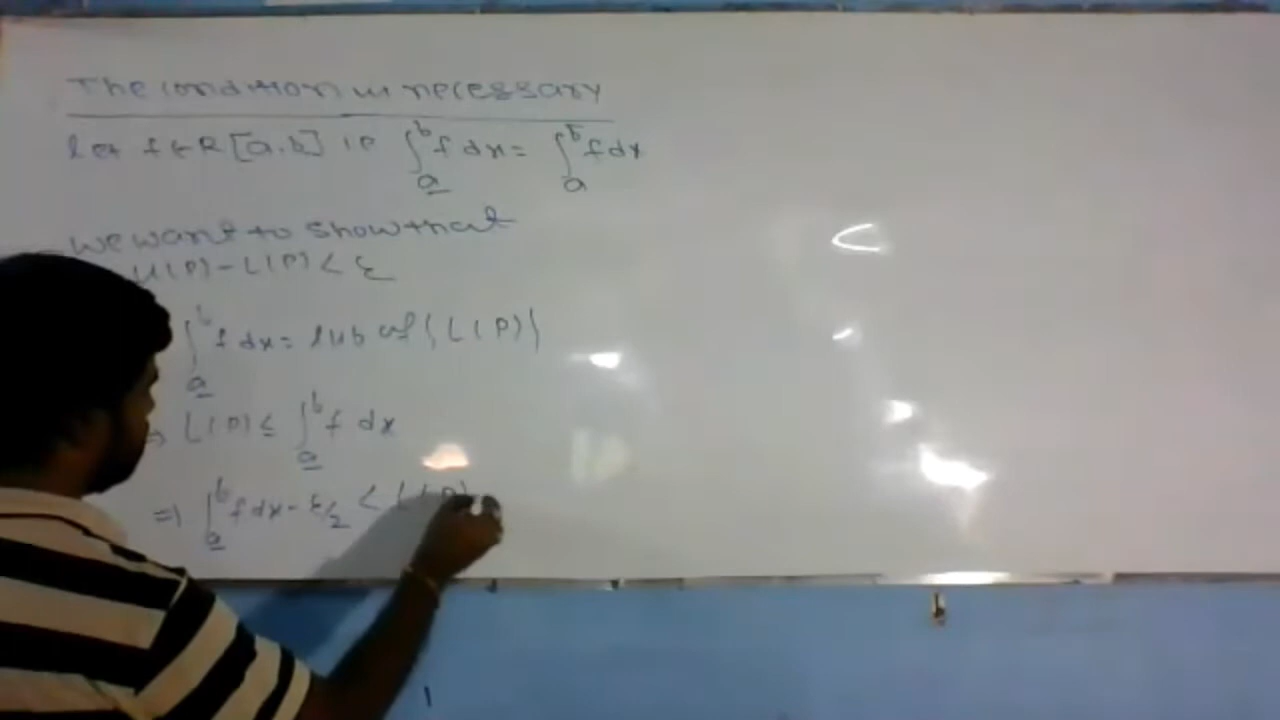 The condition is necessary
Let f ∈ R [a,b] i.e ∫_a̲^b f dx = ∫_a^b̅ f dx
we want to show that
U(P) - L(P) < ε
∫_a̲^b f dx = lub of {L(P)}
⇒ L(P) ≤ ∫_a̲^b f dx
⇒ ∫_a̲^b f dx - ε/2 < L(P)